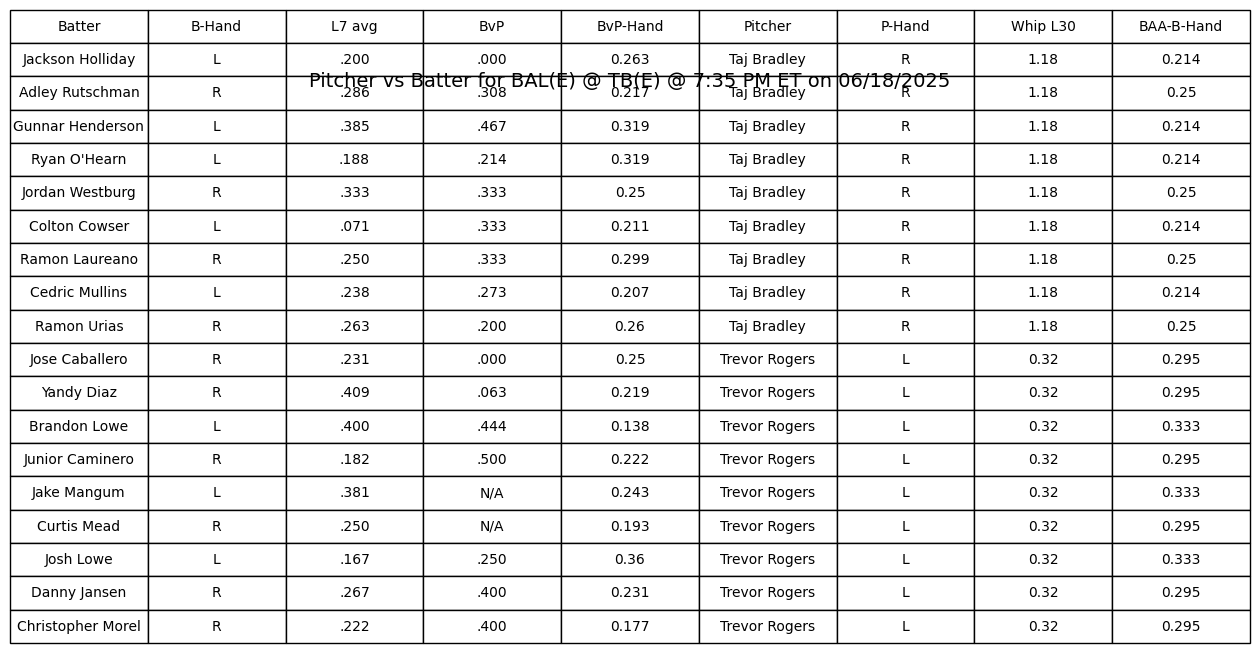 Batter B-Hand L7 avg BvP BvP-Hand Pitcher P-Hand Whip L30 BAA-B-Hand
Jackson Holliday L .200 .000 0.263 Taj Bradley R 1.18 0.214
Pitcher vs Batter for BAL(E) @ TB(E) @ 7:35 PM ET on 06/18/2025
Adley Rutschman R .286 .308 0.217 Taj Bradley R 1.18 0.25
Gunnar Henderson L .385 .467 0.319 Taj Bradley R 1.18 0.214
Ryan O'Hearn L .188 .214 0.319 Taj Bradley R 1.18 0.214
Jordan Westburg R .333 .333 0.25 Taj Bradley R 1.18 0.25
Colton Cowser L .071 .333 0.211 Taj Bradley R 1.18 0.214
Ramon Laureano R .250 .333 0.299 Taj Bradley R 1.18 0.25
Cedric Mullins L .238 .273 0.207 Taj Bradley R 1.18 0.214
Ramon Urias R .263 .200 0.26 Taj Bradley R 1.18 0.25
Jose Caballero R .231 .000 0.25 Trevor Rogers L 0.32 0.295
Yandy Diaz R .409 .063 0.219 Trevor Rogers L 0.32 0.295
Brandon Lowe L .400 .444 0.138 Trevor Rogers L 0.32 0.333
Junior Caminero R .182 .500 0.222 Trevor Rogers L 0.32 0.295
Jake Mangum L .381 N/A 0.243 Trevor Rogers L 0.32 0.333
Curtis Mead R .250 N/A 0.193 Trevor Rogers L 0.32 0.295
Josh Lowe L .167 .250 0.36 Trevor Rogers L 0.32 0.333
Danny Jansen R .267 .400 0.231 Trevor Rogers L 0.32 0.295
Christopher Morel R .222 .400 0.177 Trevor Rogers L 0.32 0.295